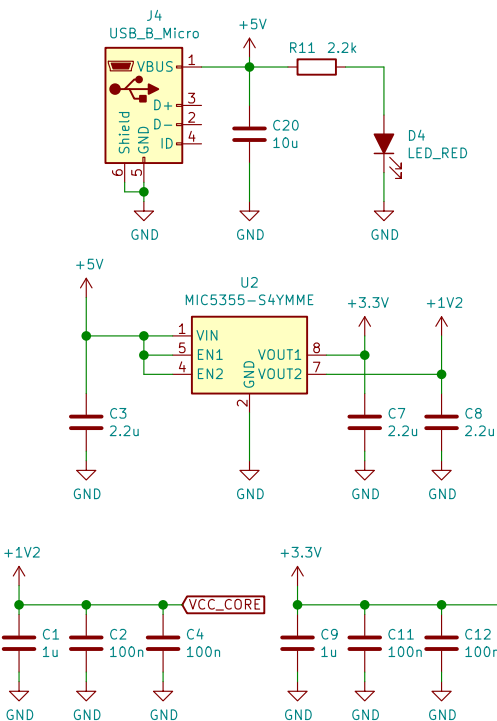 J4
USB_B_Micro
+5V
R11 2.2k
VBUS 1
D+ 3
D- 2
ID 4
Shield
GND
6
5
C20
10u
D4
LED_RED
GND
GND
GND
+5V
U2
MIC5355-S4YMME
+3.3V
+1V2
1 VIN
5 EN1
4 EN2
VOUT1 8
VOUT2 7
GND
2
C3
2.2u
C7
2.2u
C8
2.2u
GND
GND
GND
GND
+1V2
+3.3V
VCC_CORE
C1
1u
C2
100n
C4
100n
C9
1u
C11
100n
C12
100n
GND
GND
GND
GND
GND
GND